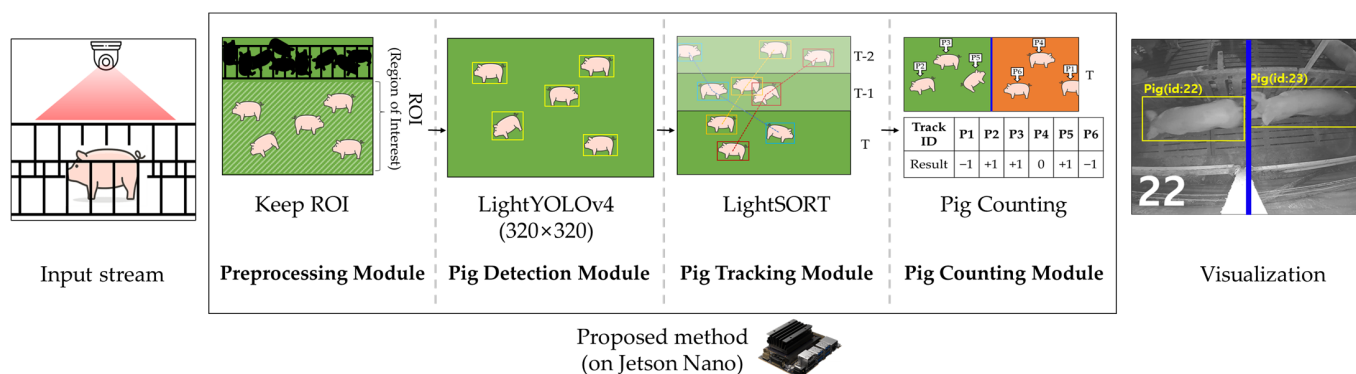 Input stream
ROI
(Region of Interest)
Keep ROI
Preprocessing Module
LightYOLOv4
(320×320)
Pig Detection Module
T-2
T-1
T
LightSORT
Pig Tracking Module
P3
P2
P5
P4
P6
P1
T
Track ID P1 P2 P3 P4 P5 P6
Result −1 +1 +1 0 +1 −1
Pig Counting
Pig Counting Module
Pig(id:22)
Pig(id:23)
22
Visualization
Proposed method
(on Jetson Nano)